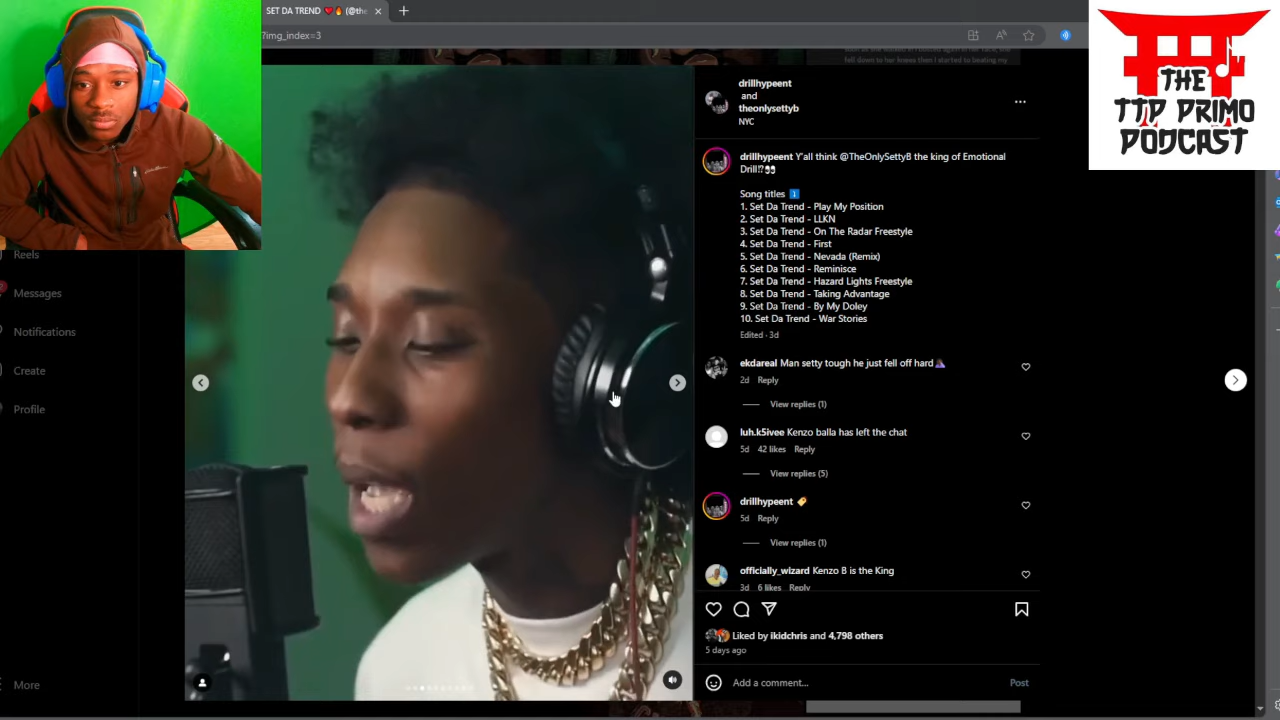 SET DA TREND ❤️🔥 (@the
?img_index=3
THE
TTP PRIMO
PODCAST
Reels
Messages
Notifications
Create
Profile
More
drillhypeent
and
theonlysettyb
NYC
drillhypeent Y'all think @TheOnlySettyB the king of Emotional
Drill⁉️👀
Song titles ⬇️
1. Set Da Trend - Play My Position
2. Set Da Trend - LLKN
3. Set Da Trend - On The Radar Freestyle
4. Set Da Trend - First
5. Set Da Trend - Nevada (Remix)
6. Set Da Trend - Reminisce
7. Set Da Trend - Hazard Lights Freestyle
8. Set Da Trend - Taking Advantage
9. Set Da Trend - By My Doley
10. Set Da Trend - War Stories
Edited · 3d
ekdareal Man setty tough he just fell off hard
2d Reply
View replies (1)
luh.k5ivee Kenzo balla has left the chat
5d 42 likes Reply
View replies (5)
drillhypeent 🏷️
5d Reply
View replies (1)
officially_wizard Kenzo B is the King
3d 6 likes Reply
Liked by ikidchris and 4,798 others
5 days ago
Add a comment...
Post